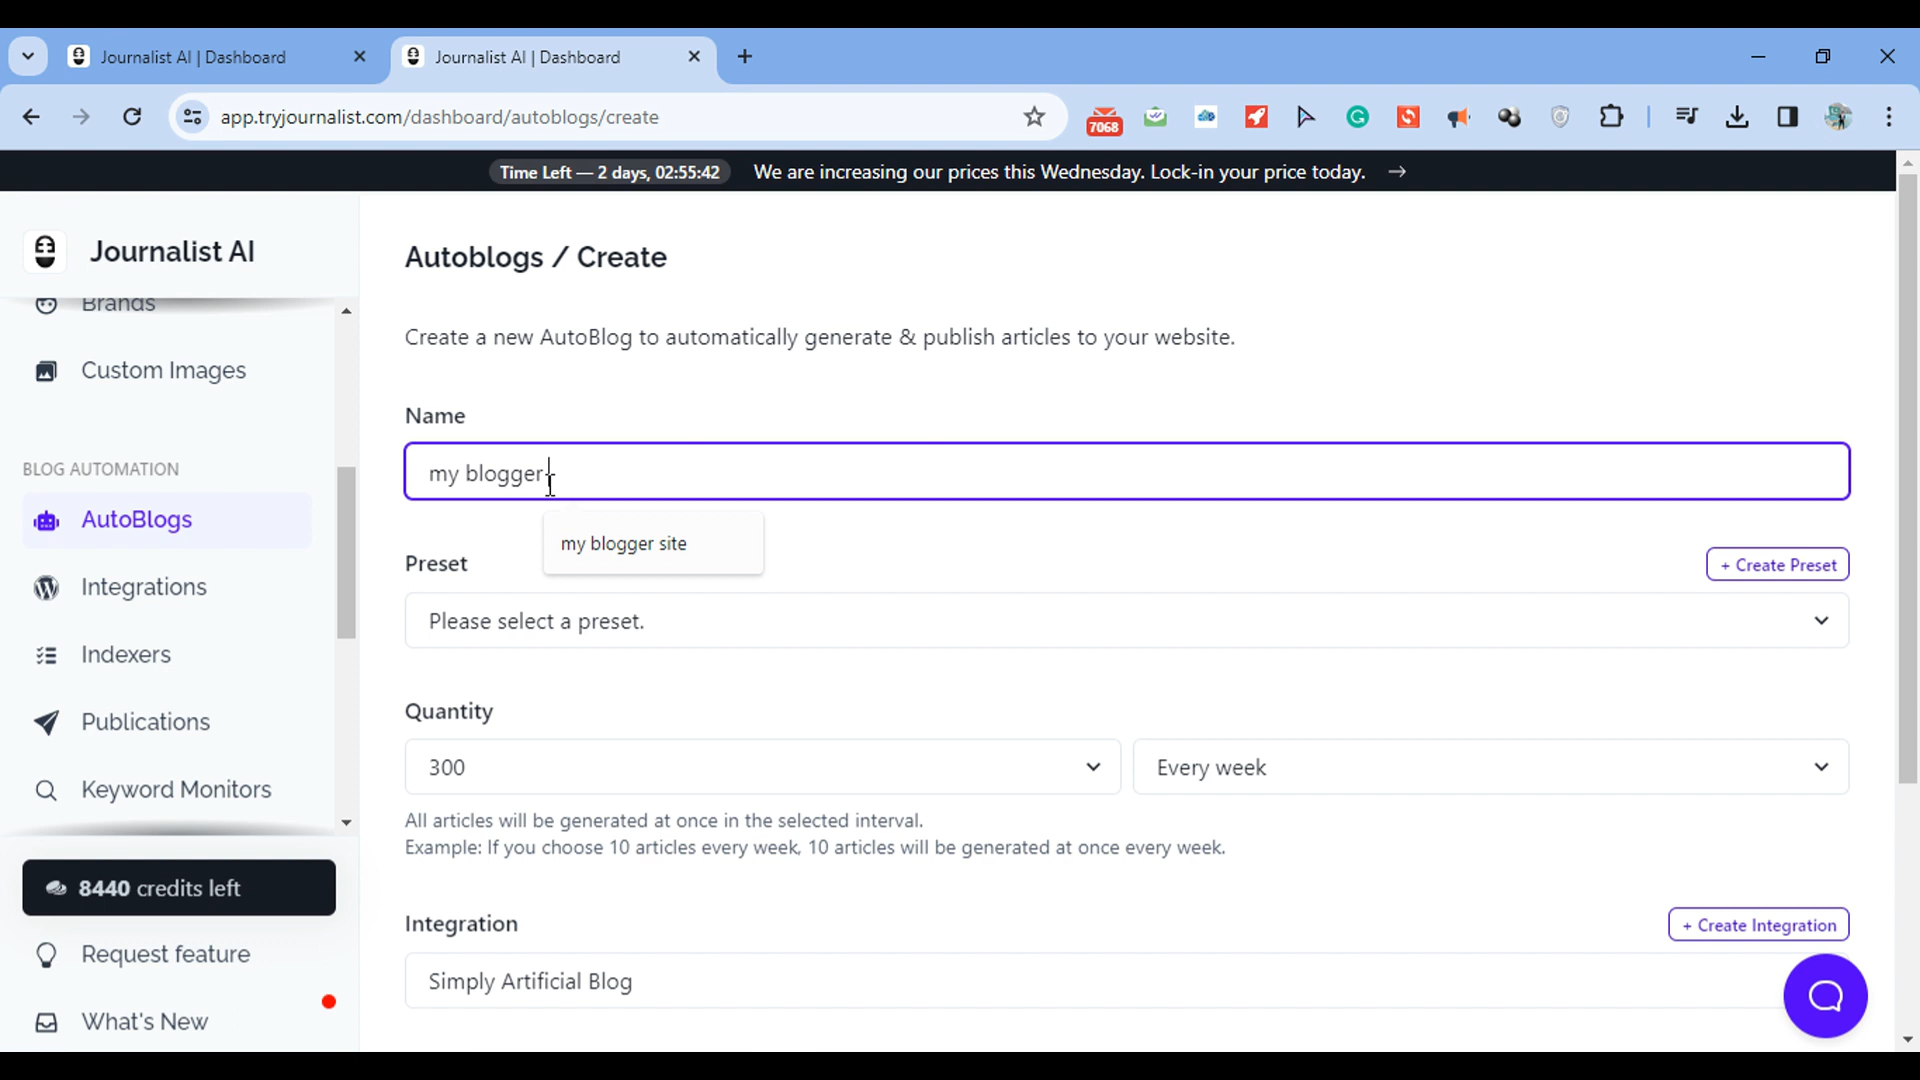 Journalist AI | Dashboard
Journalist AI | Dashboard
app.tryjournalist.com/dashboard/autoblogs/create
7068
Time Left — 2 days, 02:55:42
We are increasing our prices this Wednesday. Lock-in your price today. →
Journalist AI
Brands
Custom Images
BLOG AUTOMATION
AutoBlogs
Integrations
Indexers
Publications
Keyword Monitors
8440 credits left
Request feature
What's New
Autoblogs / Create
Create a new AutoBlog to automatically generate & publish articles to your website.
Name
my blogger
my blogger site
Preset
+ Create Preset
Please select a preset.
Quantity
300
Every week
All articles will be generated at once in the selected interval.
Example: If you choose 10 articles every week, 10 articles will be generated at once every week.
Integration
+ Create Integration
Simply Artificial Blog